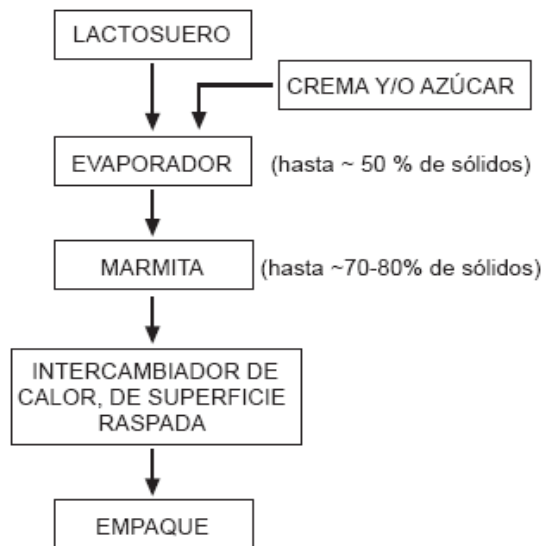 LACTOSUERO
CREMA Y/O AZÚCAR
EVAPORADOR
(hasta ~ 50 % de sólidos)
MARMITA
(hasta ~70-80% de sólidos)
INTERCAMBIADOR DE
CALOR, DE SUPERFICIE
RASPADA
EMPAQUE